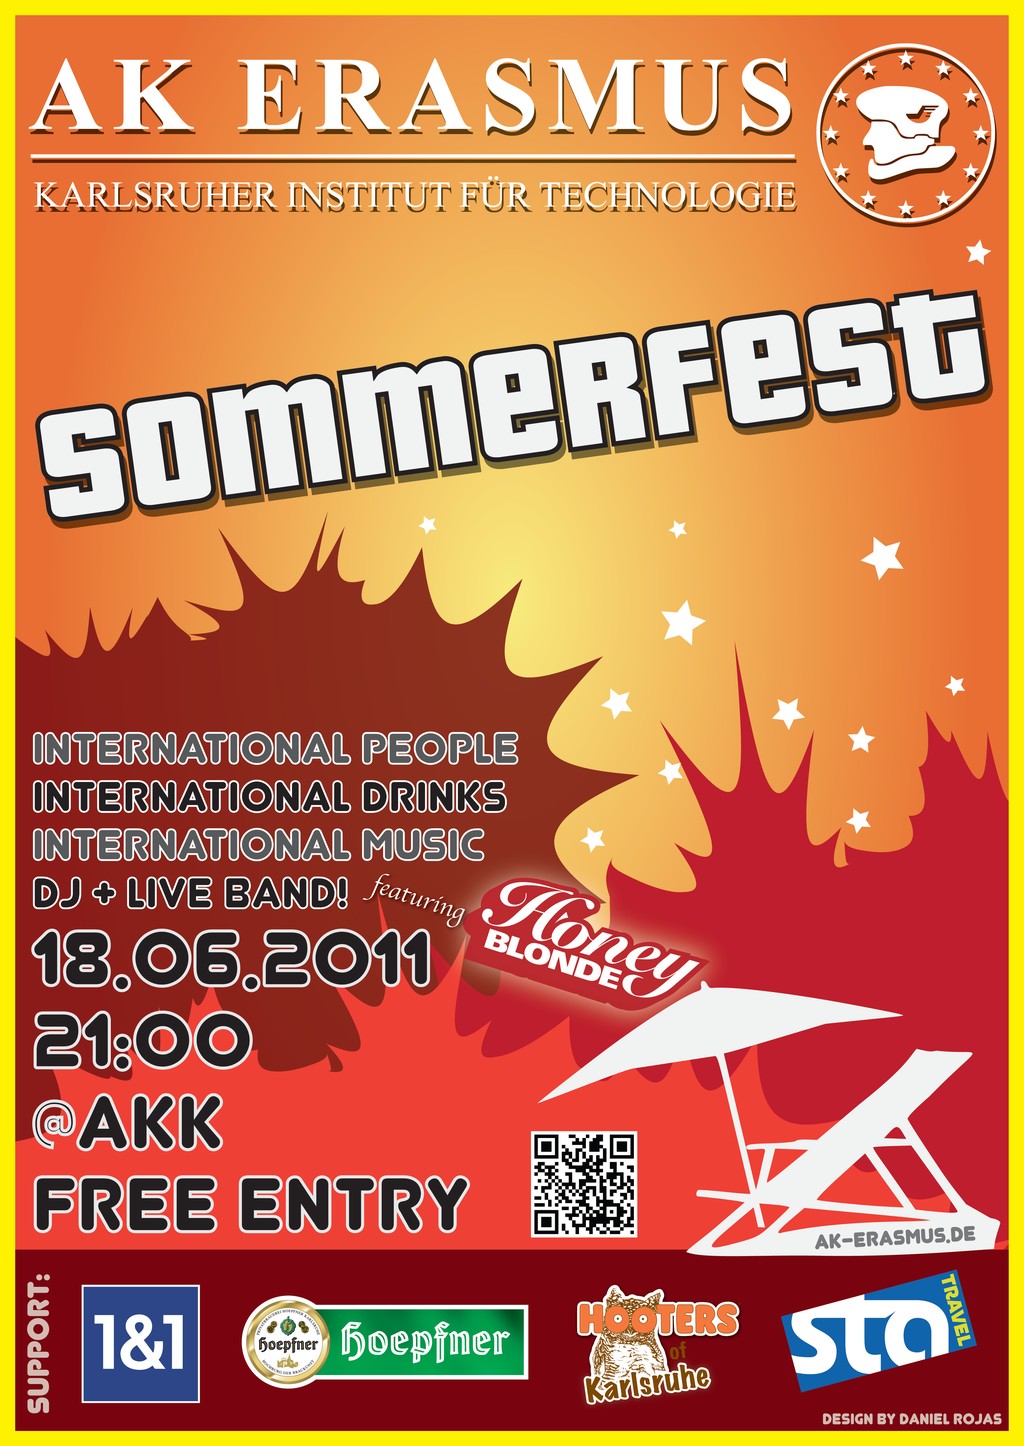 AK ERASMUS
KARLSRUHER INSTITUT FÜR TECHNOLOGIE
SOMMERFEST
INTERNATIONAL PEOPLE
INTERNATIONAL DRINKS
INTERNATIONAL MUSIC
DJ + LIVE BAND! featuring Honey
BLONDE
18.06.2011
21:00
@AKK
FREE ENTRY
AK-ERASMUS.DE
SUPPORT:
1&1
hoepfner
hoepfner
HOOTERS
of
Karlsruhe
sta
TRAVEL
DESIGN BY DANIEL ROJAS